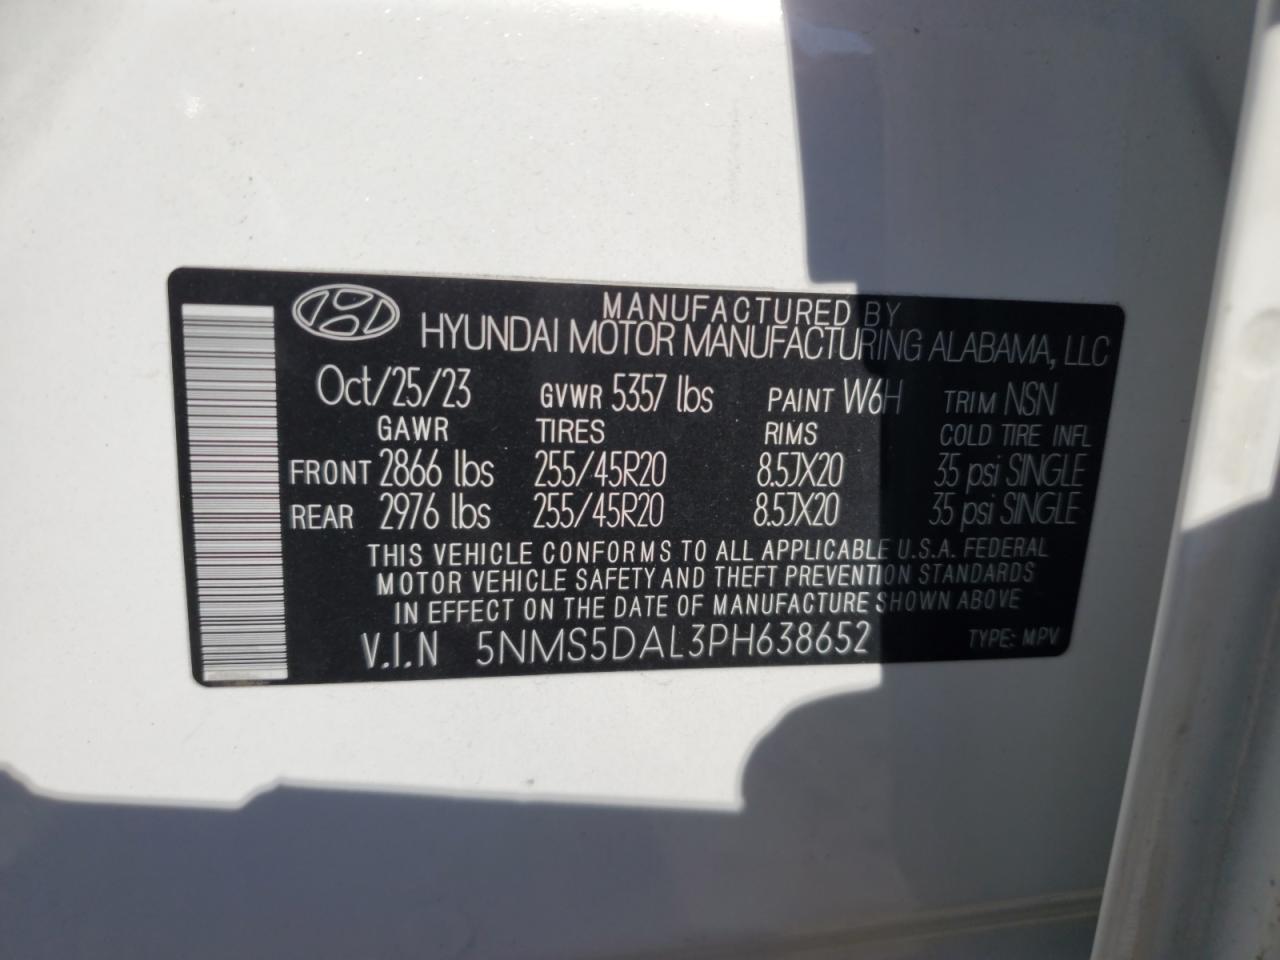 MANUFACTURED BY
HYUNDAI MOTOR MANUFACTURING ALABAMA, LLC
Oct/25/23 GVWR 5357 lbs PAINT W6H TRIM NSN
GAWR TIRES RIMS COLD TIRE INFL
FRONT 2866 lbs 255/45R20 8.5JX20 35 psi SINGLE
REAR 2976 lbs 255/45R20 8.5JX20 35 psi SINGLE
THIS VEHICLE CONFORMS TO ALL APPLICABLE U.S.A. FEDERAL
MOTOR VEHICLE SAFETY AND THEFT PREVENTION STANDARDS
IN EFFECT ON THE DATE OF MANUFACTURE SHOWN ABOVE
V.I.N 5NMS5DAL3PH638652 TYPE: MPV